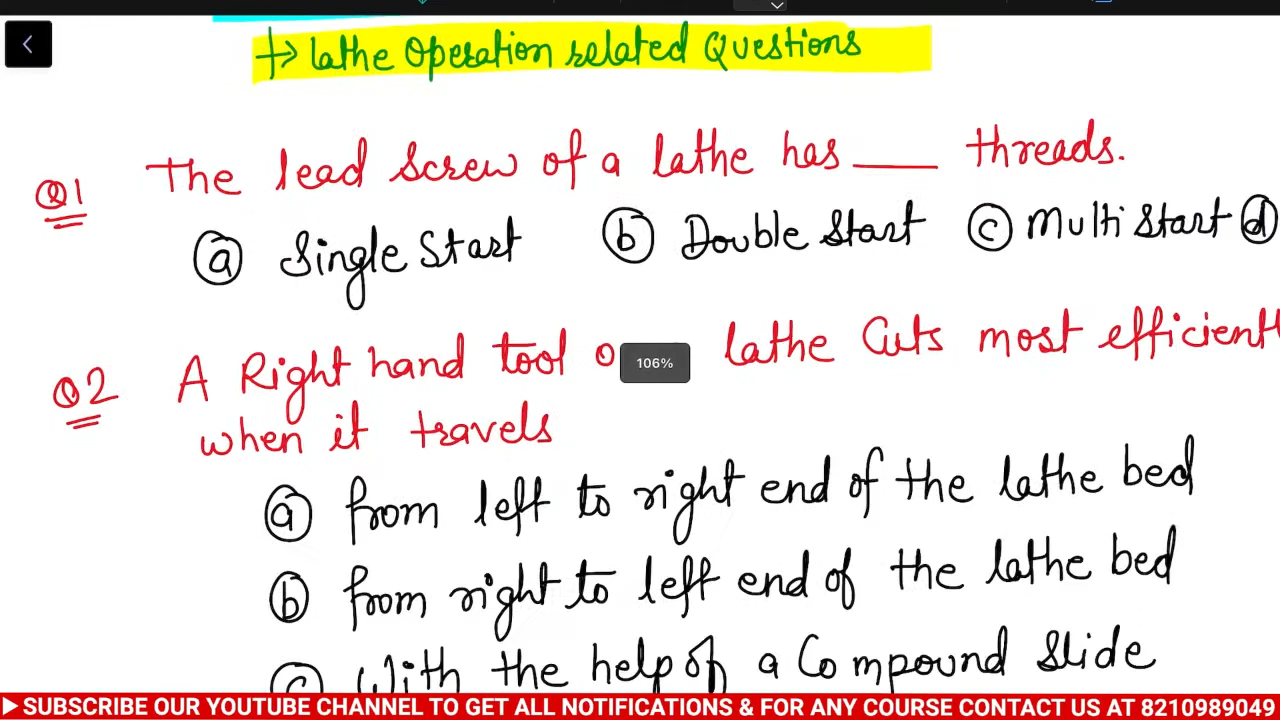 → Lathe Operation related Questions
Q1 The lead screw of a lathe has ___ threads.
(a) Single Start (b) Double Start (c) Multi Start (d)
Q2 A Right hand tool lathe Cuts most efficient
106%
when it travels
(a) from left to right end of the lathe bed
(b) from right to left end of the lathe bed
(c) With the help of a Compound Slide
▶ SUBSCRIBE OUR YOUTUBE CHANNEL TO GET ALL NOTIFICATIONS & FOR ANY COURSE CONTACT US AT 8210989049